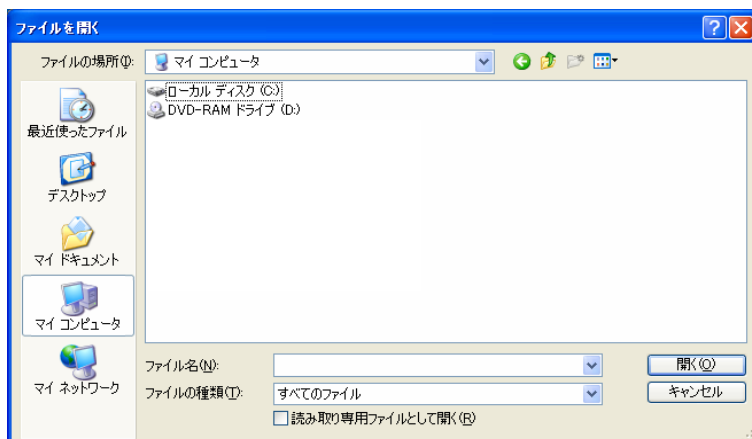 ファイルを開く
ファイルの場所(I):
マイ コンピュータ
ローカル ディスク (C:)
DVD-RAM ドライブ (D:)
最近使ったファイル
デスクトップ
マイ ドキュメント
マイ コンピュータ
マイ ネットワーク
ファイル名(N):
開く(O)
ファイルの種類(T):
すべてのファイル
キャンセル
読み取り専用ファイルとして開く(R)